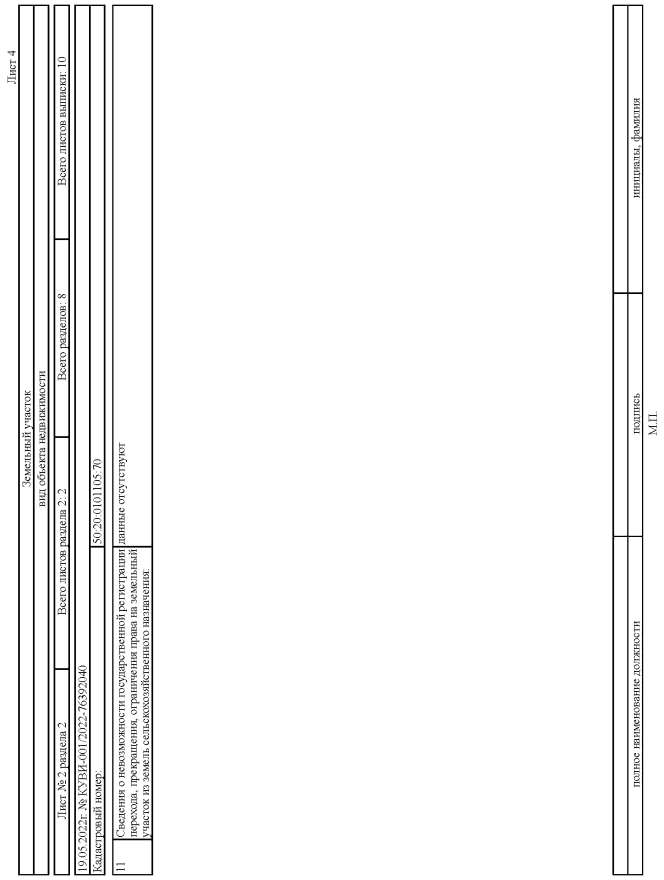 Лист 4
Земельный участок
вид объекта недвижимости
Лист № 2 раздела 2 Всего листов раздела 2: 2 Всего разделов: 8 Всего листов выписки: 10
19.05.2022г. № КУВИ-001/2022-76392040
Кадастровый номер: 50:20:0101105:70
11 Сведения о невозможности государственной регистрации данные отсутствуют
перехода, прекращения, ограничения права на земельный
участок из земель сельскохозяйственного назначения:
полное наименование должности подпись инициалы, фамилия
М.П.